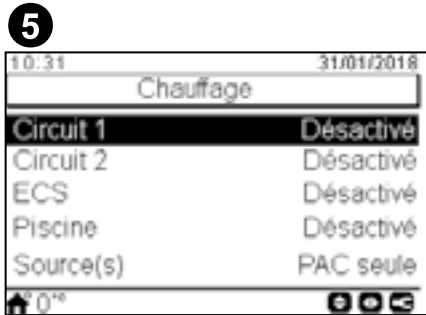 5
10:31 31/01/2018
Chauffage
Circuit 1 Désactivé
Circuit 2 Désactivé
ECS Désactivé
Piscine Désactivé
Source(s) PAC seule
0°c